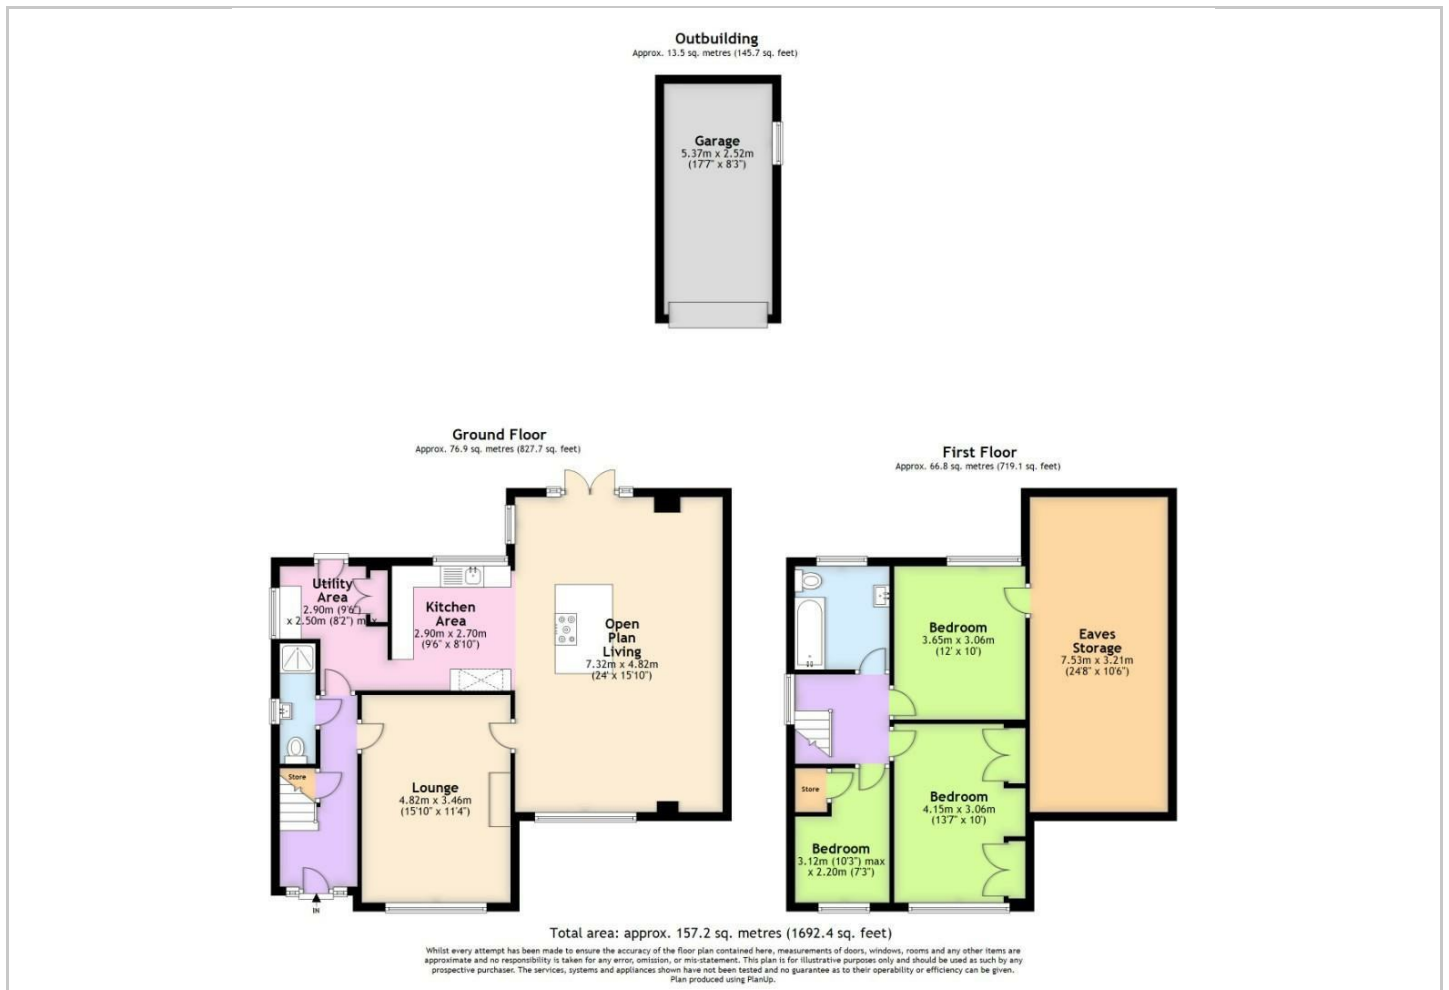 Outbuilding
Approx. 13.5 sq. metres (145.7 sq. feet)
Garage
5.37m x 2.52m
(17'7" x 8'3")
Ground Floor
Approx. 76.9 sq. metres (827.7 sq. feet)
Utility
Area
2.90m (9'6")
x 2.50m (8'2") max
Kitchen
Area
2.90m x 2.70m
(9'6" x 8'10")
Open
Plan
Living
7.32m x 4.82m
(24' x 15'10")
Store
Lounge
4.82m x 3.46m
(15'10" x 11'4")
IN
First Floor
Approx. 66.8 sq. metres (719.1 sq. feet)
Bedroom
3.65m x 3.06m
(12' x 10')
Eaves
Storage
7.53m x 3.21m
(24'8" x 10'6")
Store
Bedroom
4.15m x 3.06m
(13'7" x 10')
Bedroom
3.12m (10'3") max
x 2.20m (7'3")
Total area: approx. 157.2 sq. metres (1692.4 sq. feet)
Whilst every attempt has been made to ensure the accuracy of the floor plan contained here, measurements of doors, windows, rooms and any other items are
approximate and no responsibility is taken for any error, omission, or mis-statement. This plan is for illustrative purposes only and should be used as such by any
prospective purchaser. The services, systems and appliances shown have not been tested and no guarantee as to their operability or efficiency can be given.
Plan produced using PlanUp.